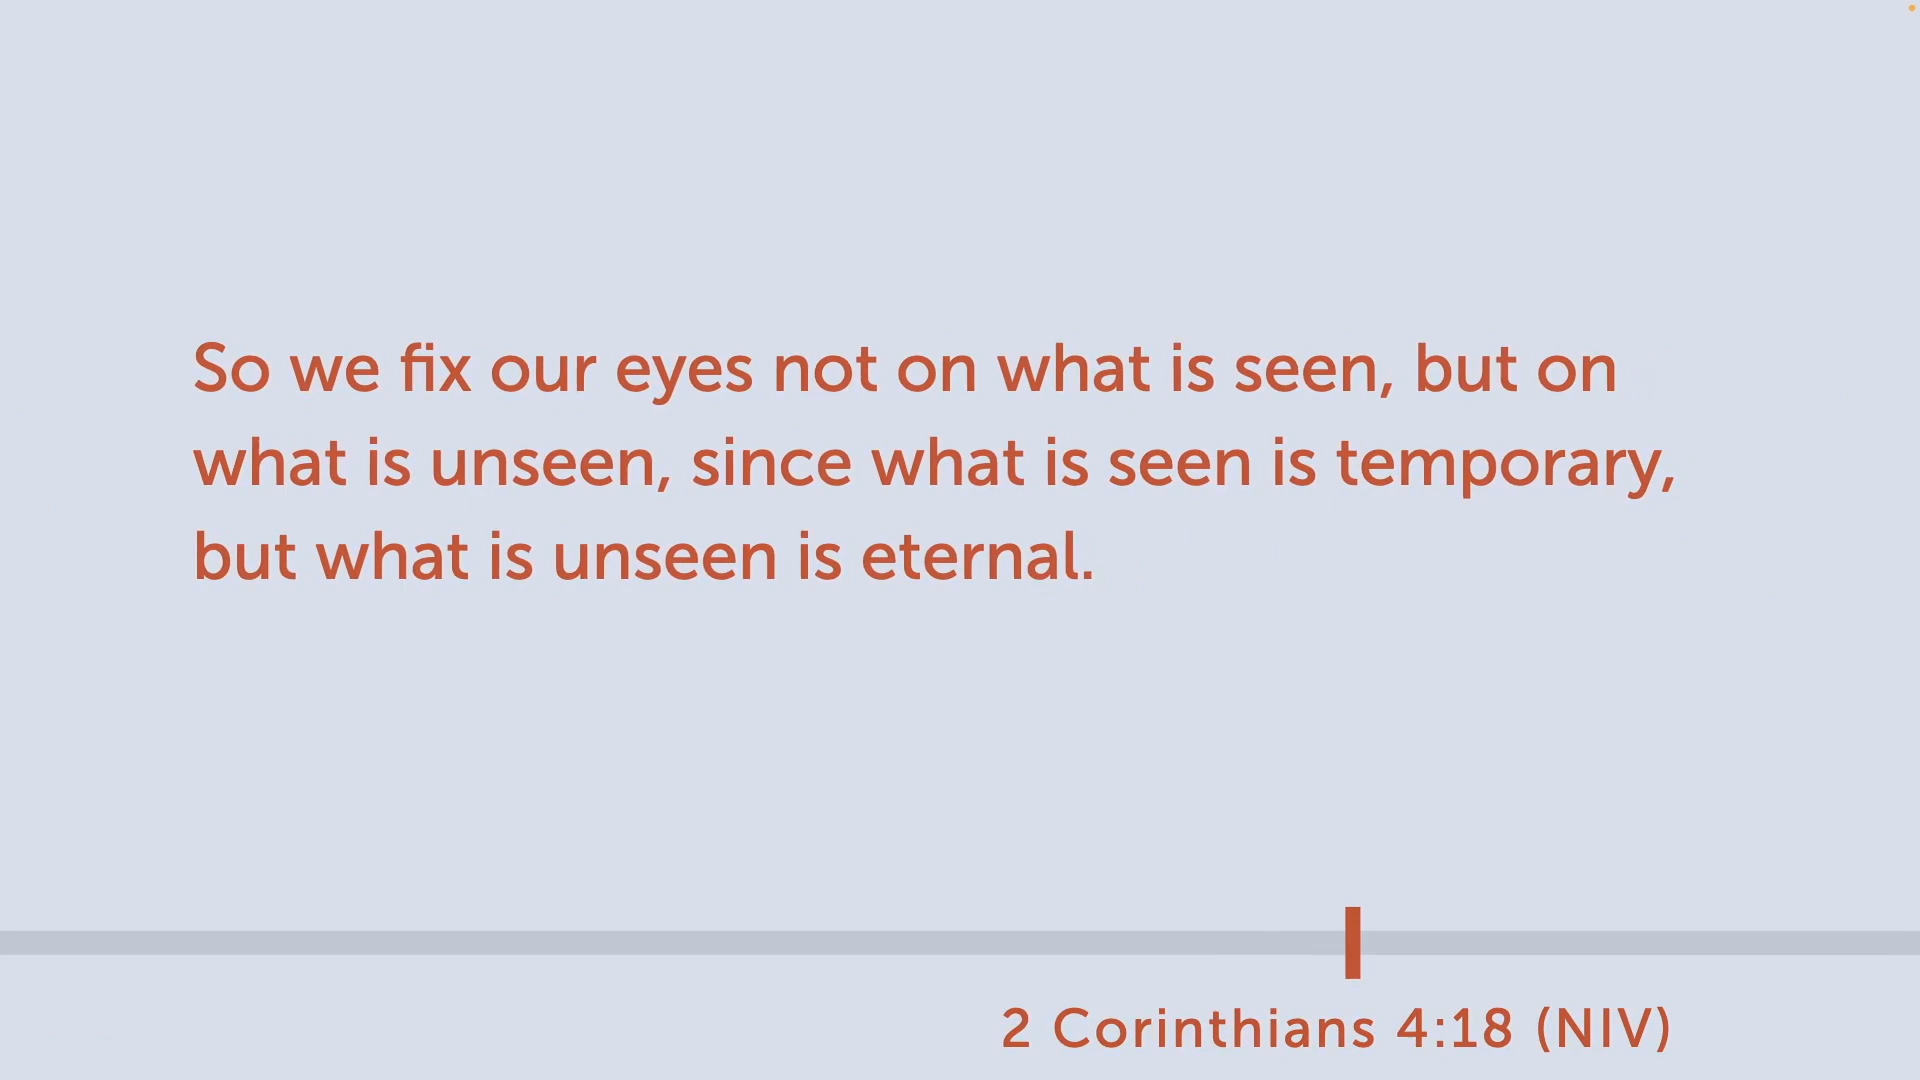 So we fix our eyes not on what is seen, but on
what is unseen, since what is seen is temporary,
but what is unseen is eternal.
2 Corinthians 4:18 (NIV)